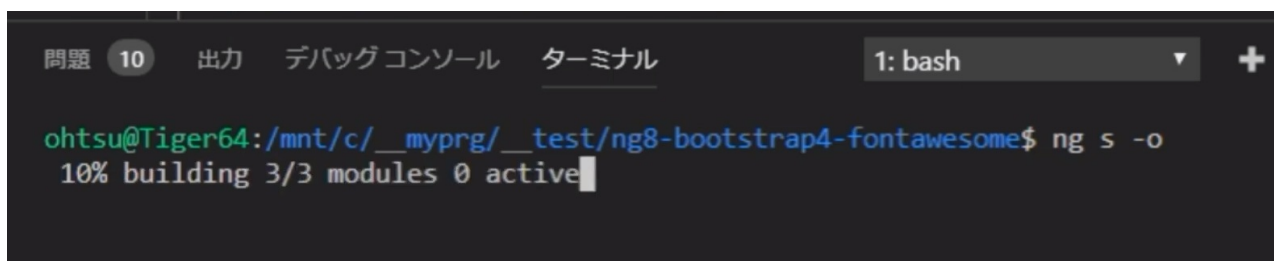 問題 10 出力 デバッグ コンソール ターミナル 1: bash
ohtsu@Tiger64:/mnt/c/__myprg/__test/ng8-bootstrap4-fontawesome$ ng s -o
10% building 3/3 modules 0 active